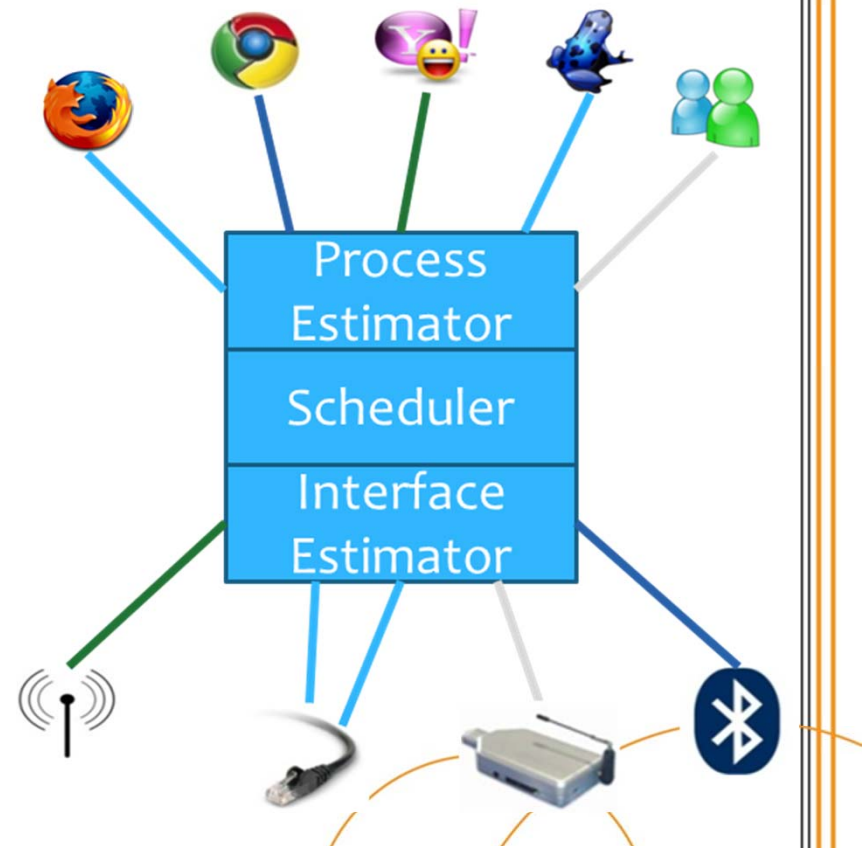 Y!
Process
Estimator
Scheduler
Interface
Estimator